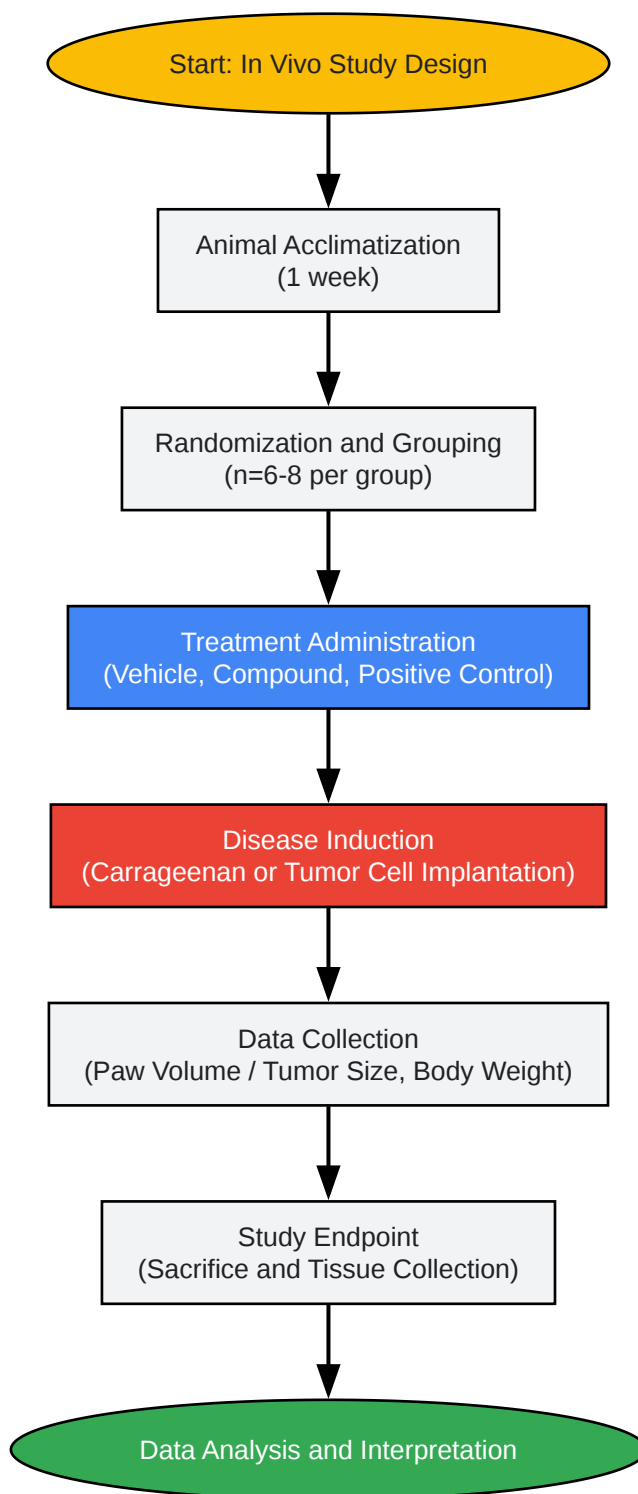 Start: In Vivo Study Design
Animal Acclimatization
(1 week)
Randomization and Grouping
(n=6-8 per group)
Treatment Administration
(Vehicle, Compound, Positive Control)
Disease Induction
(Carrageenan or Tumor Cell Implantation)
Data Collection
(Paw Volume / Tumor Size, Body Weight)
Study Endpoint
(Sacrifice and Tissue Collection)
Data Analysis and Interpretation